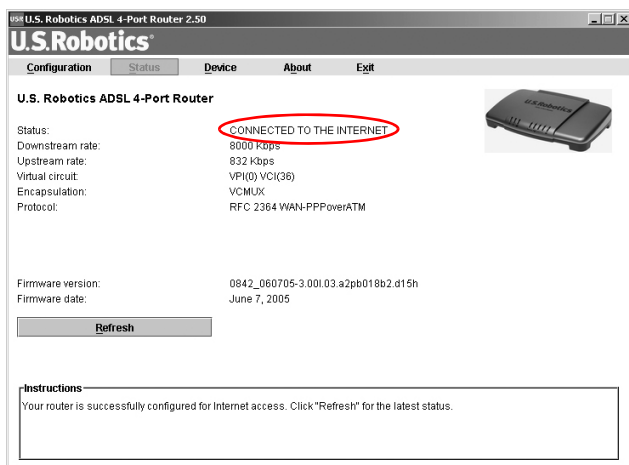 USR U.S. Robotics ADSL 4-Port Router 2.50
U.S.Robotics®
Configuration Status Device About Exit
U.S. Robotics ADSL 4-Port Router
U.S.Robotics
Status: CONNECTED TO THE INTERNET
Downstream rate: 8000 Kbps
Upstream rate: 832 Kbps
Virtual circuit: VPI(0) VCI(36)
Encapsulation: VCMUX
Protocol: RFC 2364 WAN-PPPoverATM
Firmware version: 0842_060705-3.00l.03.a2pb018b2.d15h
Firmware date: June 7, 2005
Refresh
Instructions
Your router is successfully configured for Internet access. Click "Refresh" for the latest status.